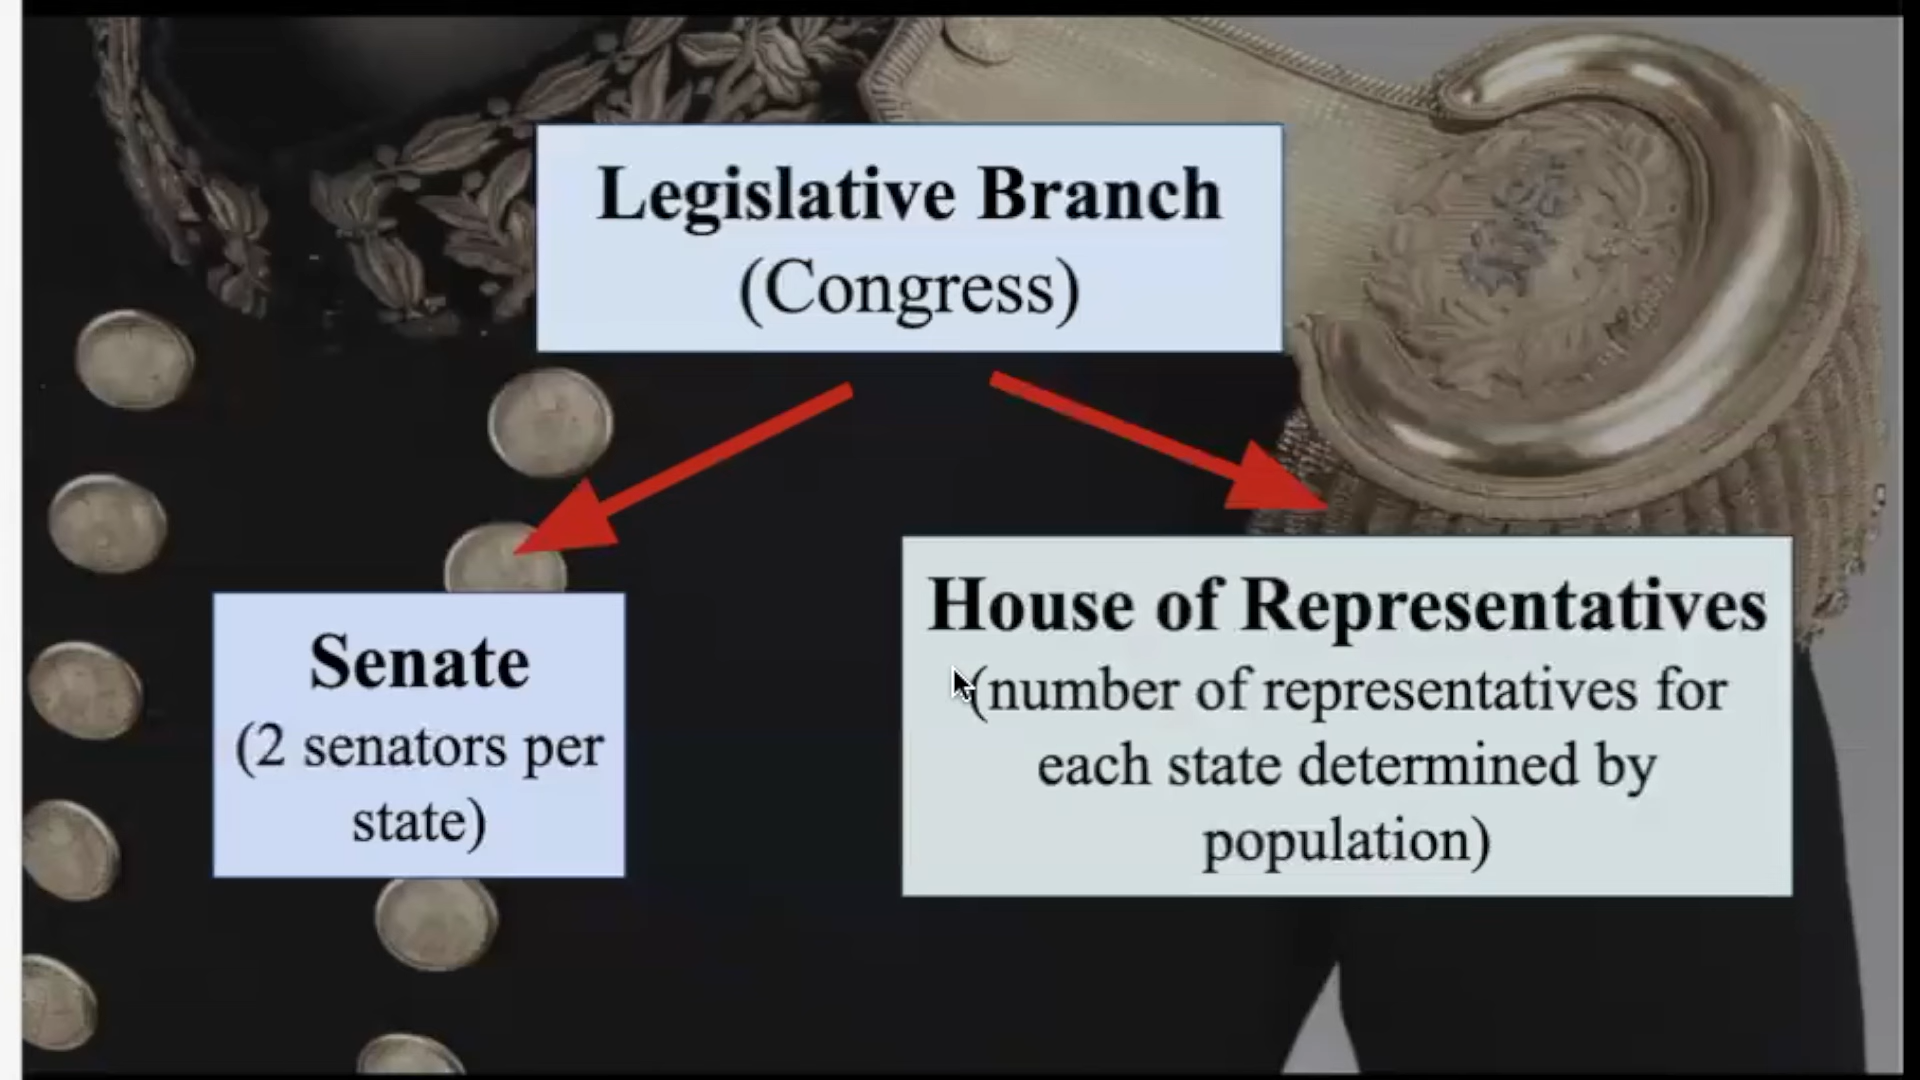 Legislative Branch
(Congress)
Senate
(2 senators per
state)
House of Representatives
(number of representatives for
each state determined by
population)